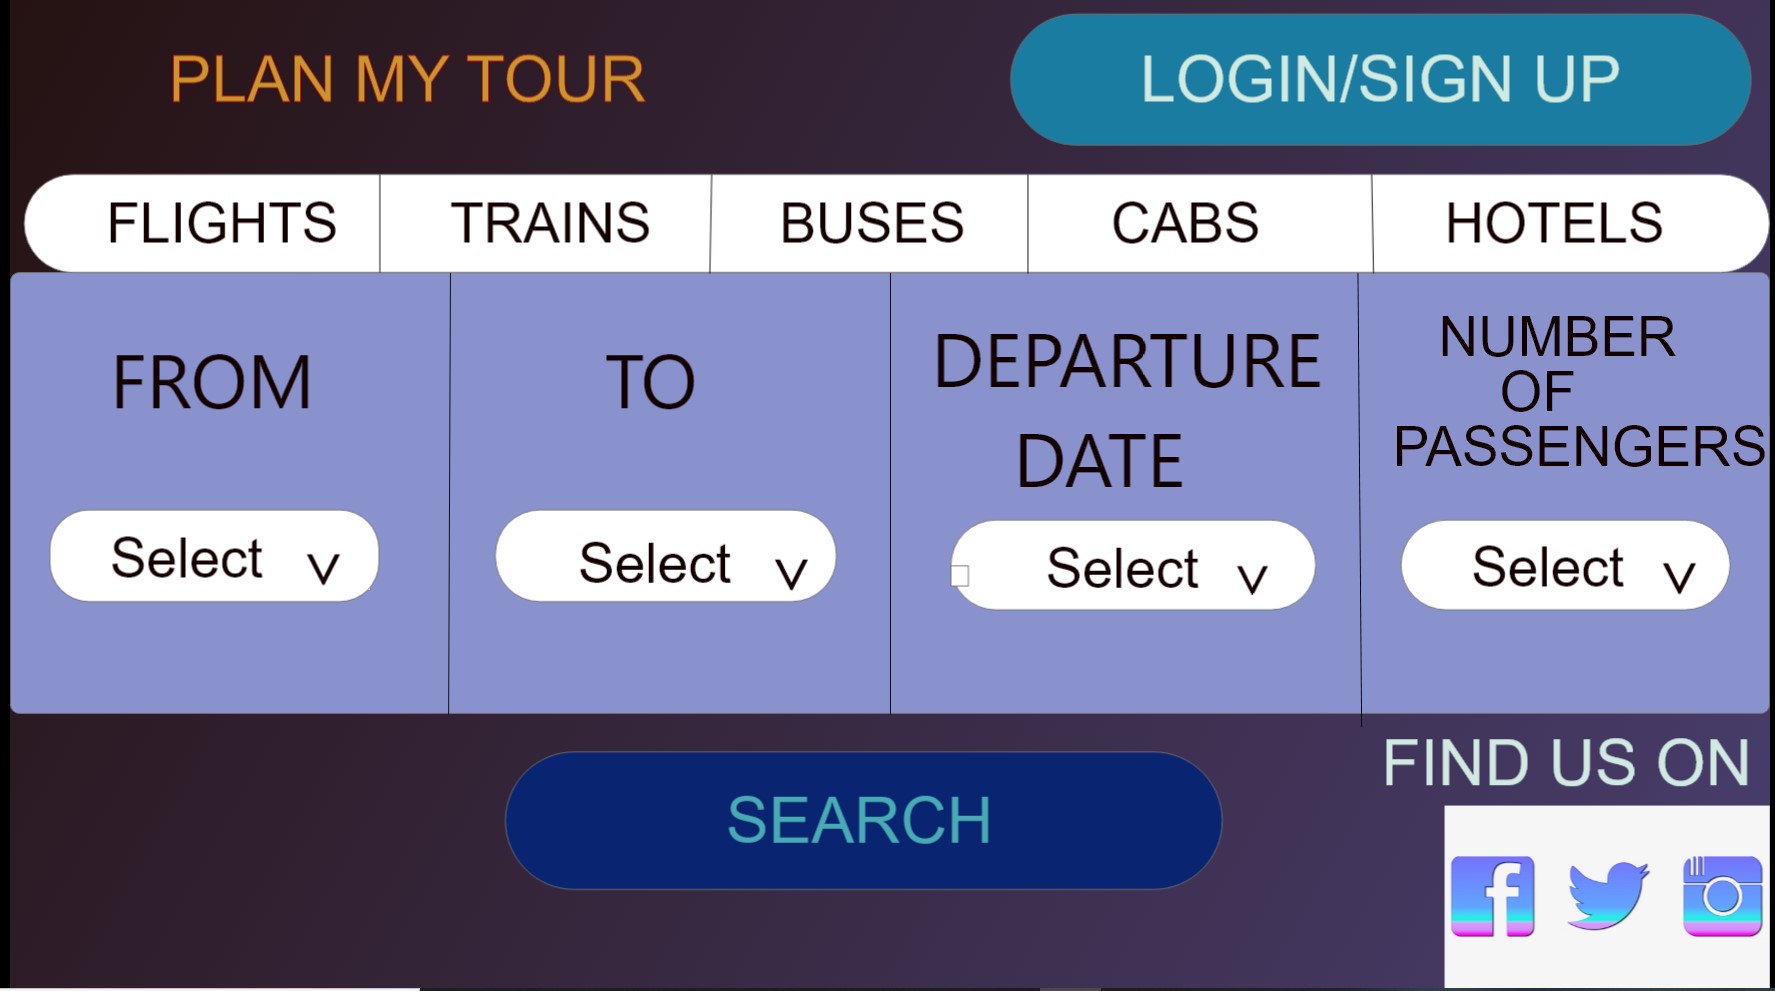 PLAN MY TOUR
LOGIN/SIGN UP
FLIGHTS TRAINS BUSES CABS HOTELS
FROM
TO
DEPARTURE
DATE
NUMBER
OF
PASSENGERS
Select v
Select v
Select v
Select v
SEARCH
FIND US ON